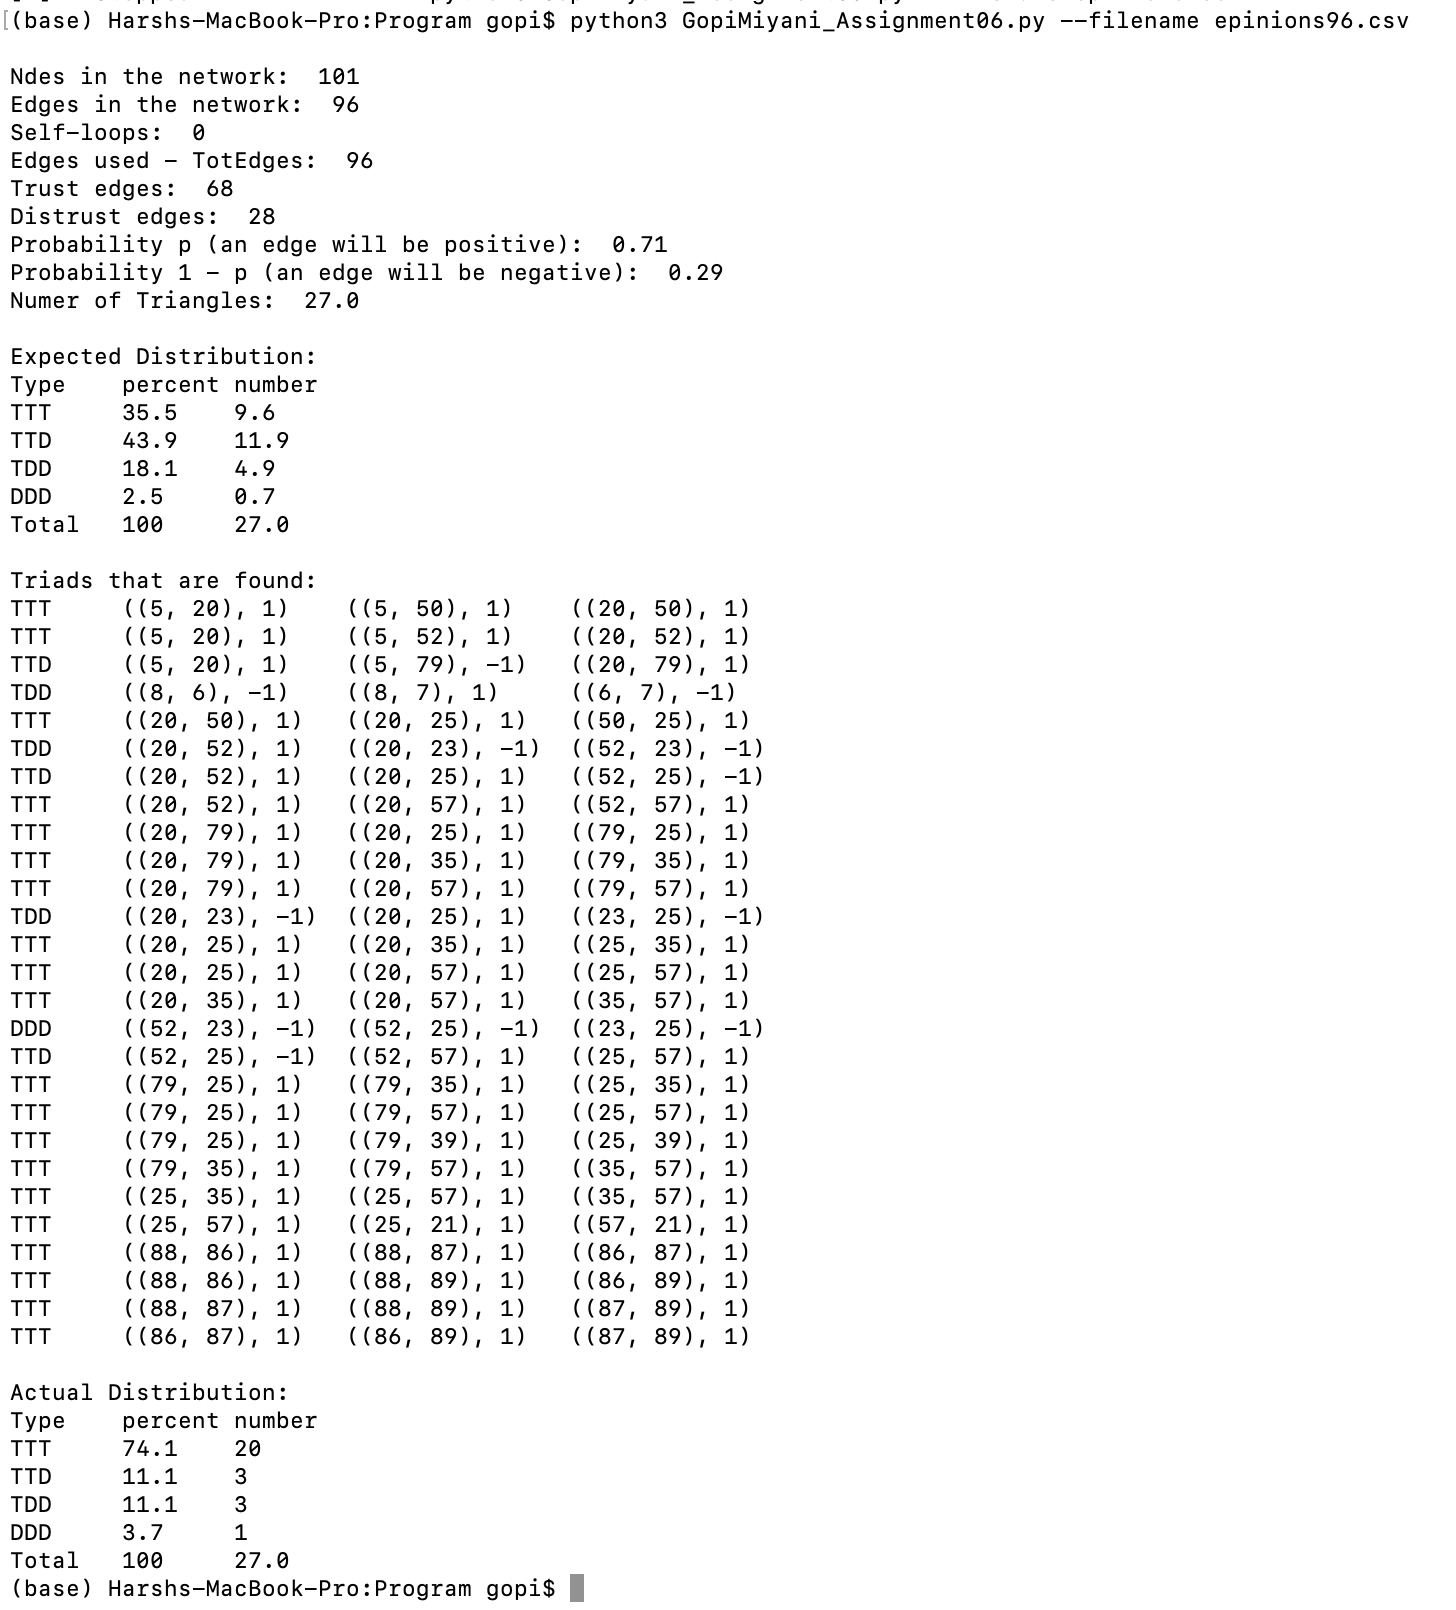 (base) Harshs-MacBook-Pro:Program gopi$ python3 GopiMiyani_Assignment06.py --filename epinions96.csv
Ndes in the network:  101
Edges in the network:  96
Self-loops:  0
Edges used - TotEdges:  96
Trust edges:  68
Distrust edges:  28
Probability p (an edge will be positive):  0.71
Probability 1 - p (an edge will be negative):  0.29
Numer of Triangles:  27.0
Expected Distribution:
Type    percent number
TTT     35.5    9.6
TTD     43.9    11.9
TDD     18.1    4.9
DDD     2.5     0.7
Total   100     27.0
Triads that are found:
TTT     ((5, 20), 1)    ((5, 50), 1)    ((20, 50), 1)
TTT     ((5, 20), 1)    ((5, 52), 1)    ((20, 52), 1)
TTD     ((5, 20), 1)    ((5, 79), -1)   ((20, 79), 1)
TDD     ((8, 6), -1)    ((8, 7), 1)     ((6, 7), -1)
TTT     ((20, 50), 1)   ((20, 25), 1)   ((50, 25), 1)
TDD     ((20, 52), 1)   ((20, 23), -1)  ((52, 23), -1)
TTD     ((20, 52), 1)   ((20, 25), 1)   ((52, 25), -1)
TTT     ((20, 52), 1)   ((20, 57), 1)   ((52, 57), 1)
TTT     ((20, 79), 1)   ((20, 25), 1)   ((79, 25), 1)
TTT     ((20, 79), 1)   ((20, 35), 1)   ((79, 35), 1)
TTT     ((20, 79), 1)   ((20, 57), 1)   ((79, 57), 1)
TDD     ((20, 23), -1)  ((20, 25), 1)   ((23, 25), -1)
TTT     ((20, 25), 1)   ((20, 35), 1)   ((25, 35), 1)
TTT     ((20, 25), 1)   ((20, 57), 1)   ((25, 57), 1)
TTT     ((20, 35), 1)   ((20, 57), 1)   ((35, 57), 1)
DDD     ((52, 23), -1)  ((52, 25), -1)  ((23, 25), -1)
TTD     ((52, 25), -1)  ((52, 57), 1)   ((25, 57), 1)
TTT     ((79, 25), 1)   ((79, 35), 1)   ((25, 35), 1)
TTT     ((79, 25), 1)   ((79, 57), 1)   ((25, 57), 1)
TTT     ((79, 25), 1)   ((79, 39), 1)   ((25, 39), 1)
TTT     ((79, 35), 1)   ((79, 57), 1)   ((35, 57), 1)
TTT     ((25, 35), 1)   ((25, 57), 1)   ((35, 57), 1)
TTT     ((25, 57), 1)   ((25, 21), 1)   ((57, 21), 1)
TTT     ((88, 86), 1)   ((88, 87), 1)   ((86, 87), 1)
TTT     ((88, 86), 1)   ((88, 89), 1)   ((86, 89), 1)
TTT     ((88, 87), 1)   ((88, 89), 1)   ((87, 89), 1)
TTT     ((86, 87), 1)   ((86, 89), 1)   ((87, 89), 1)
Actual Distribution:
Type    percent number
TTT     74.1    20
TTD     11.1    3
TDD     11.1    3
DDD     3.7     1
Total   100     27.0
(base) Harshs-MacBook-Pro:Program gopi$